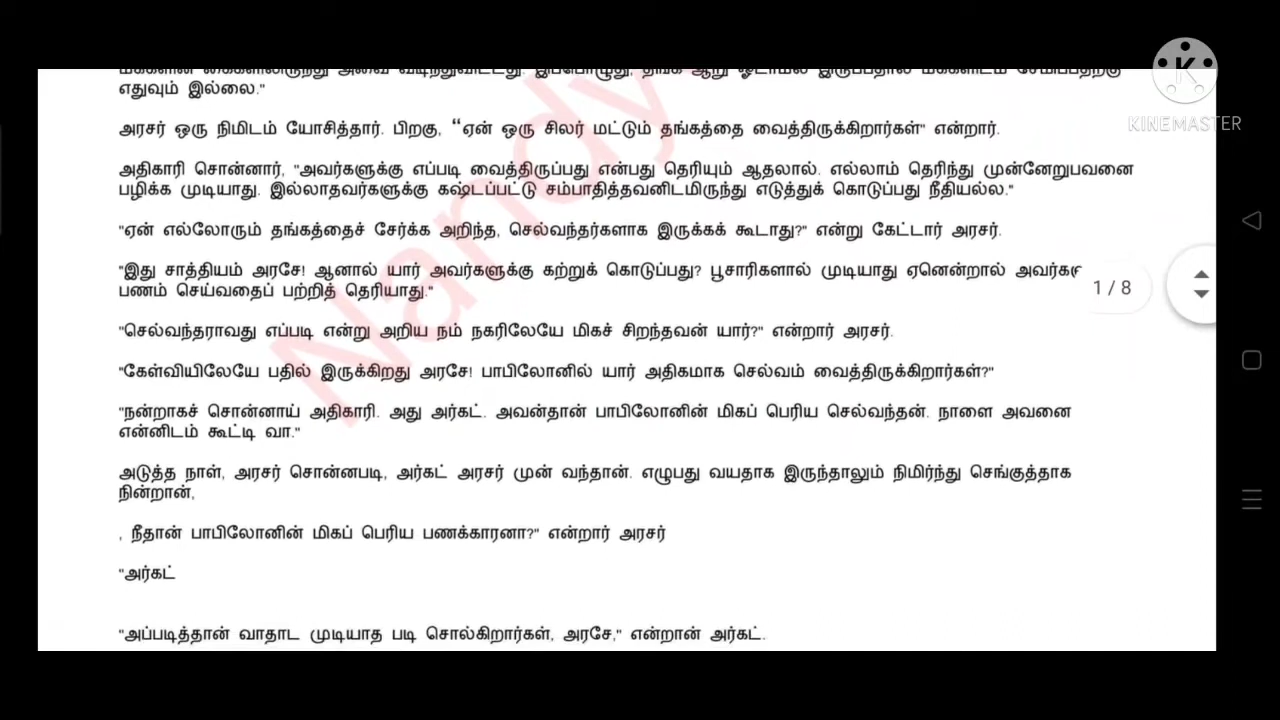 எதுவும் இல்லை."
அரசர் ஒரு நிமிடம் யோசித்தார். பிறகு, “ஏன் ஒரு சிலர் மட்டும் தங்கத்தை வைத்திருக்கிறார்கள்" என்றார்.
அதிகாரி சொன்னார், "அவர்களுக்கு எப்படி வைத்திருப்பது என்பது தெரியும் ஆதலால். எல்லாம் தெரிந்து முன்னேறுபவனை
பழிக்க முடியாது. இல்லாதவர்களுக்கு கஷ்டப்பட்டு சம்பாதித்தவனிடமிருந்து எடுத்துக் கொடுப்பது நீதியல்ல."
"ஏன் எல்லோரும் தங்கத்தைச் சேர்க்க அறிந்த, செல்வந்தர்களாக இருக்கக் கூடாது?" என்று கேட்டார் அரசர்.
"இது சாத்தியம் அரசே! ஆனால் யார் அவர்களுக்கு கற்றுக் கொடுப்பது? பூசாரிகளால் முடியாது ஏனென்றால்
பணம் செய்வதைப் பற்றித் தெரியாது."
"செல்வந்தராவது எப்படி என்று அறிய நம் நகரிலேயே மிகச் சிறந்தவன் யார்?" என்றார் அரசர்.
"கேள்வியிலேயே பதில் இருக்கிறது அரசே! பாபிலோனில் யார் அதிகமாக செல்வம் வைத்திருக்கிறார்கள்?"
"நன்றாகச் சொன்னாய் அதிகாரி. அது அர்கட். அவன்தான் பாபிலோனின் மிகப் பெரிய செல்வந்தன். நாளை அவனை
என்னிடம் கூட்டி வா."
அடுத்த நாள், அரசர் சொன்னபடி, அர்கட் அரசர் முன் வந்தான். எழுபது வயதாக இருந்தாலும் நிமிர்ந்து செங்குத்தாக
நின்றான்,
, நீதான் பாபிலோனின் மிகப் பெரிய பணக்காரனா?" என்றார் அரசர்
"அர்கட்
"அப்படித்தான் வாதாட முடியாத படி சொல்கிறார்கள், அரசே," என்றான் அர்கட்.
Nandy
1 / 8
K
KINEMASTER